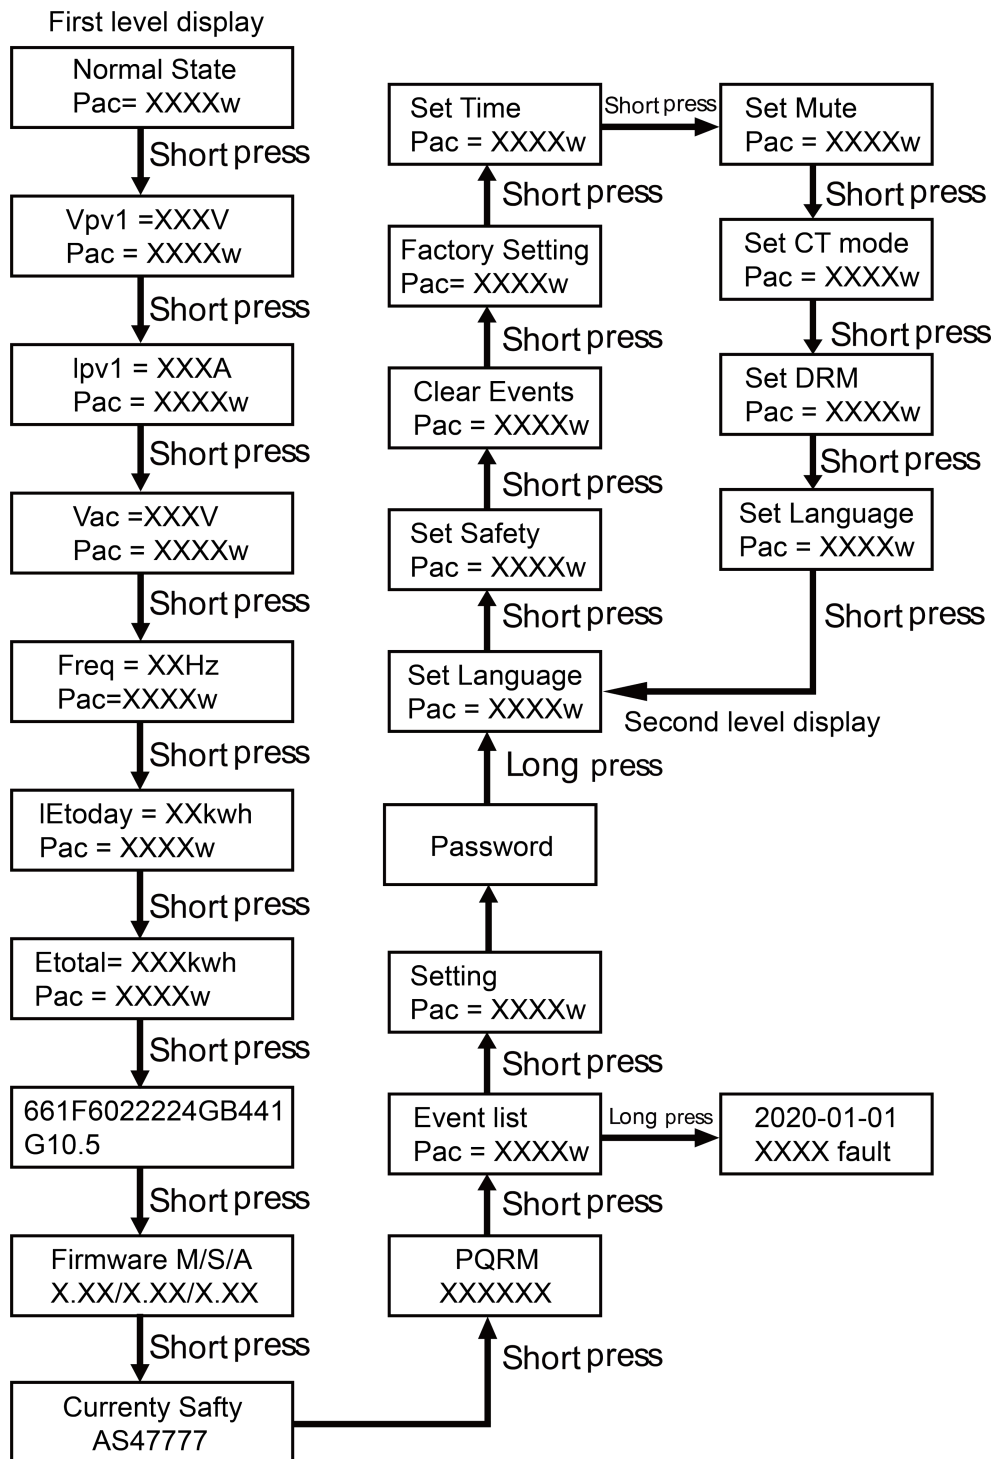 First level display
Normal State
Pac= XXXXw
Short press
Vpv1 =XXXV
Pac = XXXXw
Short press
lpv1 = XXXA
Pac = XXXXw
Short press
Vac =XXXV
Pac = XXXXw
Short press
Freq = XXHz
Pac=XXXXw
Short press
lEtoday = XXkwh
Pac = XXXXw
Short press
Etotal= XXXkwh
Pac = XXXXw
Short press
661F6022224GB441
G10.5
Short press
Firmware M/S/A
X.XX/X.XX/X.XX
Short press
Currenty Safty
AS47777
Short press
PQRM
XXXXXX
Short press
Event list
Pac = XXXXw
Long press
2020-01-01
XXXX fault
Short press
Setting
Pac = XXXXw
Password
Long press
Set Language
Pac = XXXXw
Short press
Set Safety
Pac = XXXXw
Short press
Clear Events
Pac = XXXXw
Short press
Factory Setting
Pac= XXXXw
Short press
Set Time
Pac = XXXXw
Short press
Set Mute
Pac = XXXXw
Short press
Set CT mode
Pac = XXXXw
Short press
Set DRM
Pac = XXXXw
Short press
Set Language
Pac = XXXXw
Short press
Second level display